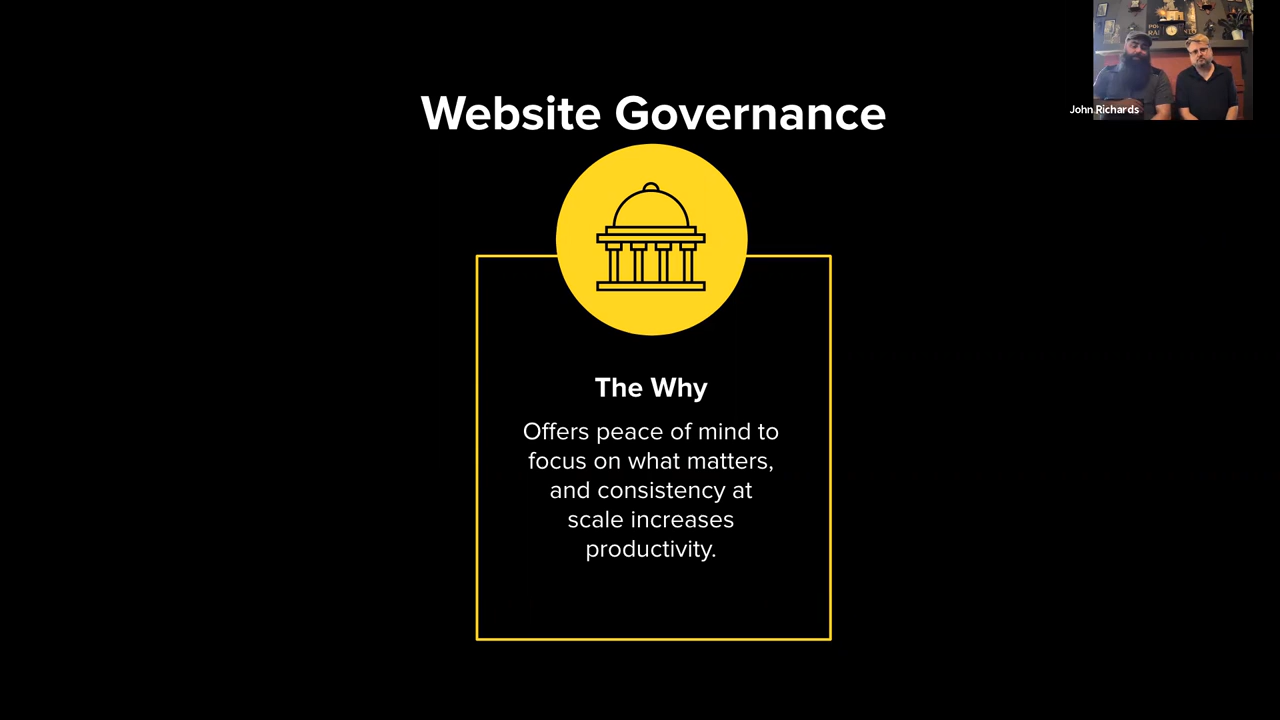 Website Governance
John Richards
The Why
Offers peace of mind to
focus on what matters,
and consistency at
scale increases
productivity.